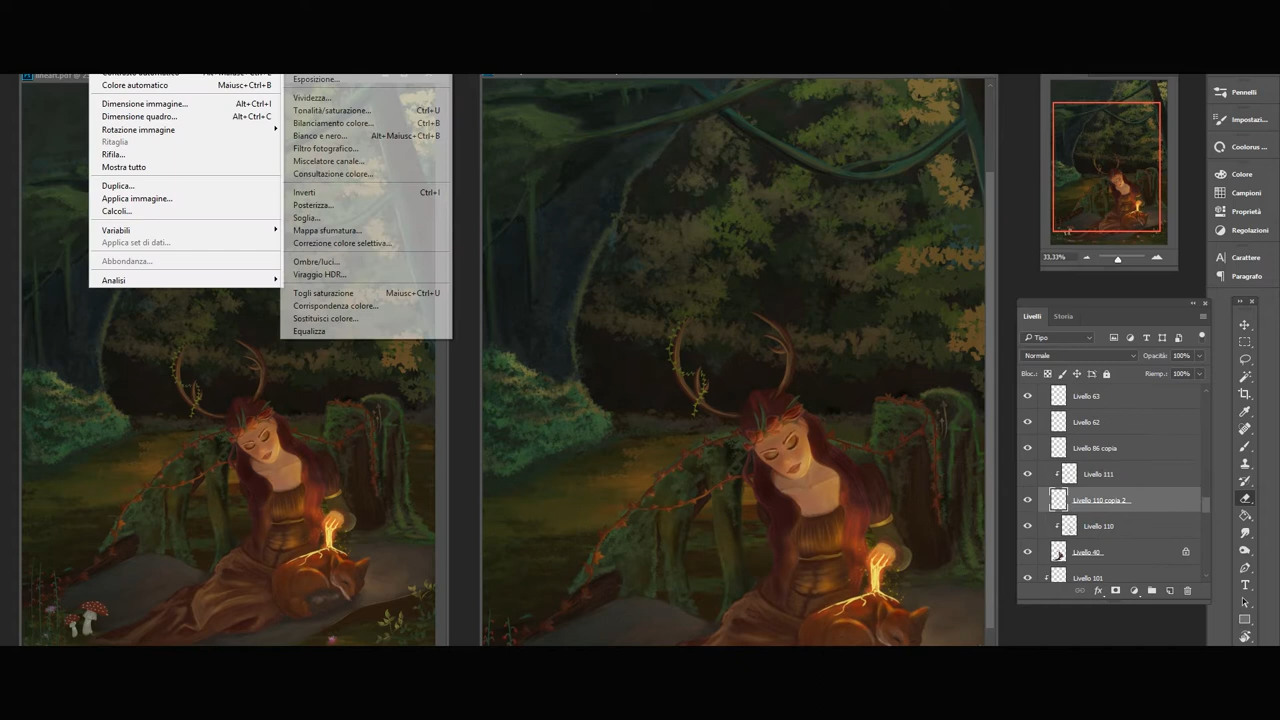 Colore automatico Maiusc+Ctrl+B
Dimensione immagine... Alt+Ctrl+I
Dimensione quadro... Alt+Ctrl+C
Rotazione immagine
Ritaglia
Rifila...
Mostra tutto
Duplica...
Applica immagine...
Calcoli...
Variabili
Applica set di dati...
Abbondanza...
Analisi
Esposizione...
Vividezza...
Tonalità/saturazione... Ctrl+U
Bilanciamento colore... Ctrl+B
Bianco e nero... Alt+Maiusc+Ctrl+B
Filtro fotografico...
Miscelatore canale...
Consultazione colore...
Inverti Ctrl+I
Posterizza...
Soglia...
Mappa sfumatura...
Correzione colore selettiva...
Ombre/luci...
Viraggio HDR...
Togli saturazione Maiusc+Ctrl+U
Corrispondenza colore...
Sostituisci colore...
Equalizza
33,33%
Pennelli
Impostazi...
Coolorus ...
Colore
Campioni
Proprietà
Regolazioni
Carattere
Paragrafo
Livelli Storia
Tipo
Normale Opacità: 100%
Bloc.: Riemp.: 100%
Livello 63
Livello 62
Livello 86 copia
Livello 111
Livello 110 copia 2
Livello 110
Livello 40
Livello 101